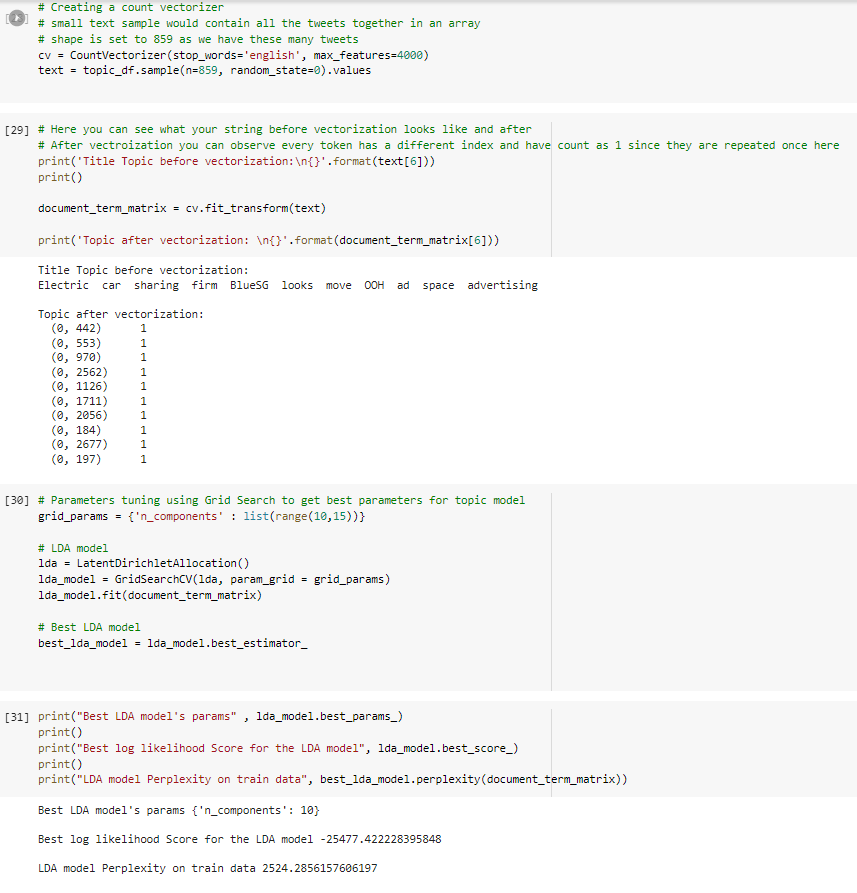 # Creating a count vectorizer
# small text sample would contain all the tweets together in an array
# shape is set to 859 as we have these many tweets
cv = CountVectorizer(stop_words='english', max_features=4000)
text = topic_df.sample(n=859, random_state=0).values
[29] # Here you can see what your string before vectorization looks like and after
# After vectroization you can observe every token has a different index and have count as 1 since they are repeated once here
print('Title Topic before vectorization:\n{}'.format(text[6]))
print()
document_term_matrix = cv.fit_transform(text)
print('Topic after vectorization: \n{}'.format(document_term_matrix[6]))
Title Topic before vectorization:
Electric car sharing firm BlueSG looks move OOH ad space advertising
Topic after vectorization:
(0, 442) 1
(0, 553) 1
(0, 970) 1
(0, 2562) 1
(0, 1126) 1
(0, 1711) 1
(0, 2056) 1
(0, 184) 1
(0, 2677) 1
(0, 197) 1
[30] # Parameters tuning using Grid Search to get best parameters for topic model
grid_params = {'n_components' : list(range(10,15))}
# LDA model
lda = LatentDirichletAllocation()
lda_model = GridSearchCV(lda, param_grid = grid_params)
lda_model.fit(document_term_matrix)
# Best LDA model
best_lda_model = lda_model.best_estimator_
[31] print("Best LDA model's params" , lda_model.best_params_)
print()
print("Best log likelihood Score for the LDA model", lda_model.best_score_)
print()
print("LDA model Perplexity on train data", best_lda_model.perplexity(document_term_matrix))
Best LDA model's params {'n_components': 10}
Best log likelihood Score for the LDA model -25477.422228395848
LDA model Perplexity on train data 2524.2856157606197